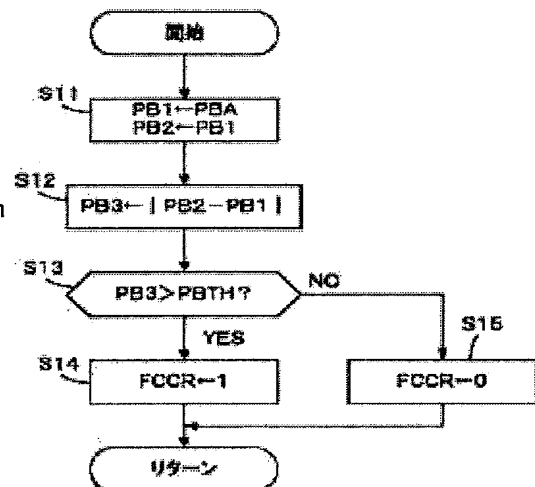 開始
S11
PB1←PBA
PB2←PB1
S12
PB3←|PB2－PB1|
S13
PB3＞PBTH？
NO
YES
S14
FCCR←1
S15
FCCR←0
リターン